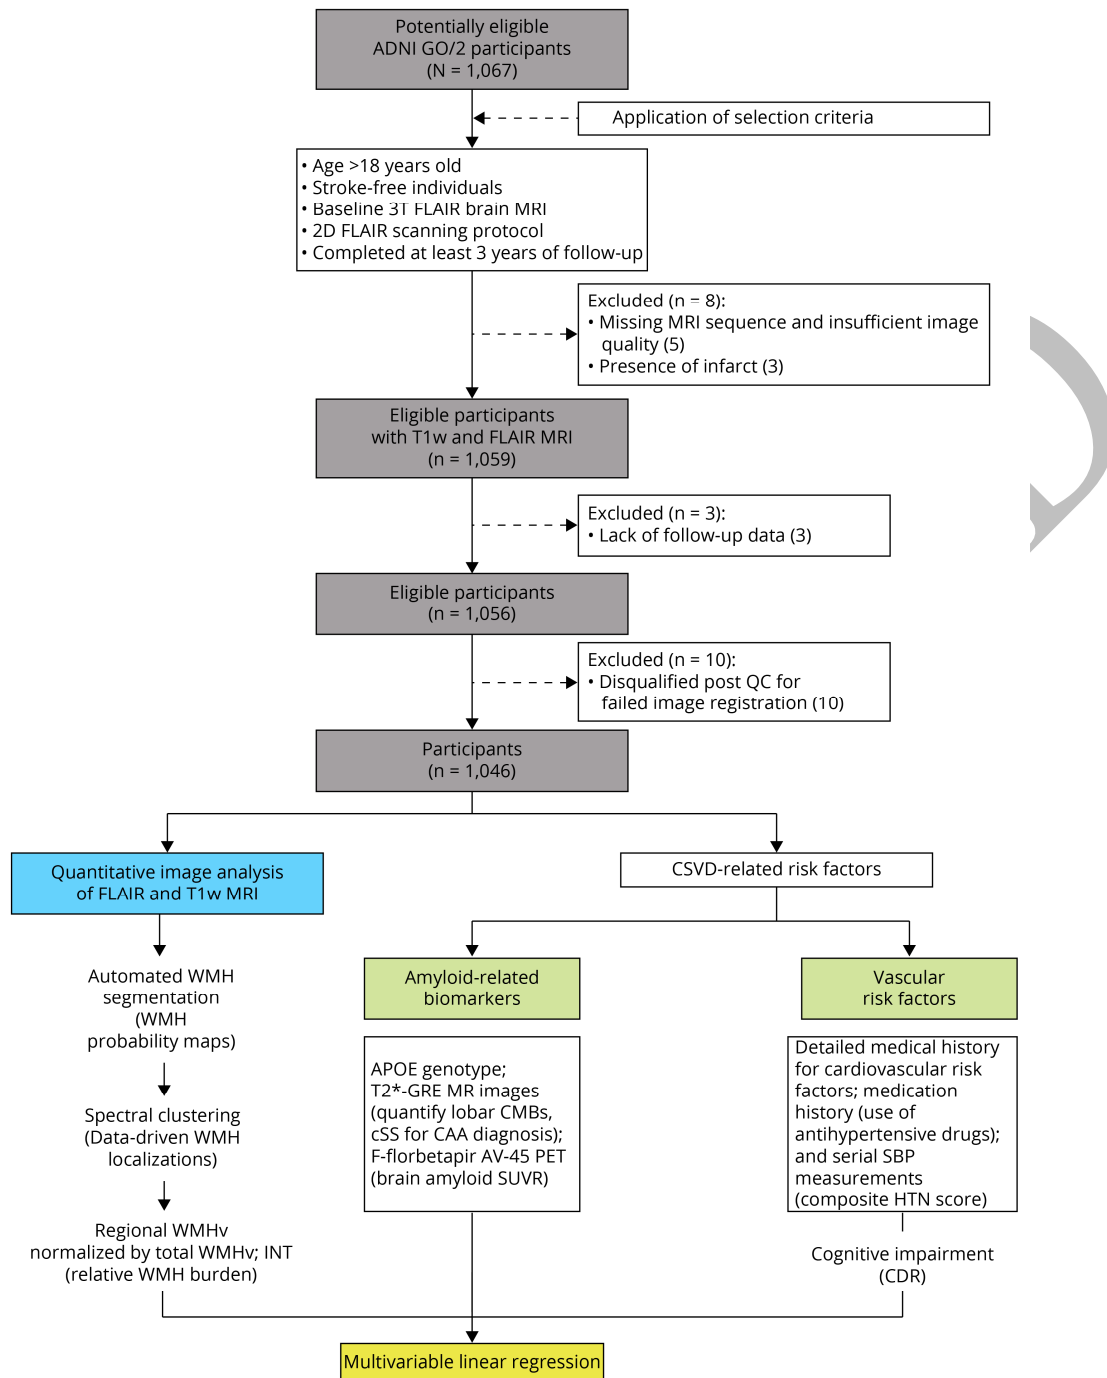 Potentially eligible
ADNI GO/2 participants
(N = 1,067)
Application of selection criteria
• Age >18 years old
• Stroke-free individuals
• Baseline 3T FLAIR brain MRI
• 2D FLAIR scanning protocol
• Completed at least 3 years of follow-up
Excluded (n = 8):
• Missing MRI sequence and insufficient image
quality (5)
• Presence of infarct (3)
Eligible participants
with T1w and FLAIR MRI
(n = 1,059)
Excluded (n = 3):
• Lack of follow-up data (3)
Eligible participants
(n = 1,056)
Excluded (n = 10):
• Disqualified post QC for
failed image registration (10)
Participants
(n = 1,046)
Quantitative image analysis
of FLAIR and T1w MRI
CSVD-related risk factors
Automated WMH
segmentation
(WMH
probability maps)
Spectral clustering
(Data-driven WMH
localizations)
Regional WMHv
normalized by total WMHv; INT
(relative WMH burden)
Amyloid-related
biomarkers
APOE genotype;
T2*-GRE MR images
(quantify lobar CMBs,
cSS for CAA diagnosis);
F-florbetapir AV-45 PET
(brain amyloid SUVR)
Vascular
risk factors
Detailed medical history
for cardiovascular risk
factors; medication
history (use of
antihypertensive drugs);
and serial SBP
measurements
(composite HTN score)
Cognitive impairment
(CDR)
Multivariable linear regression